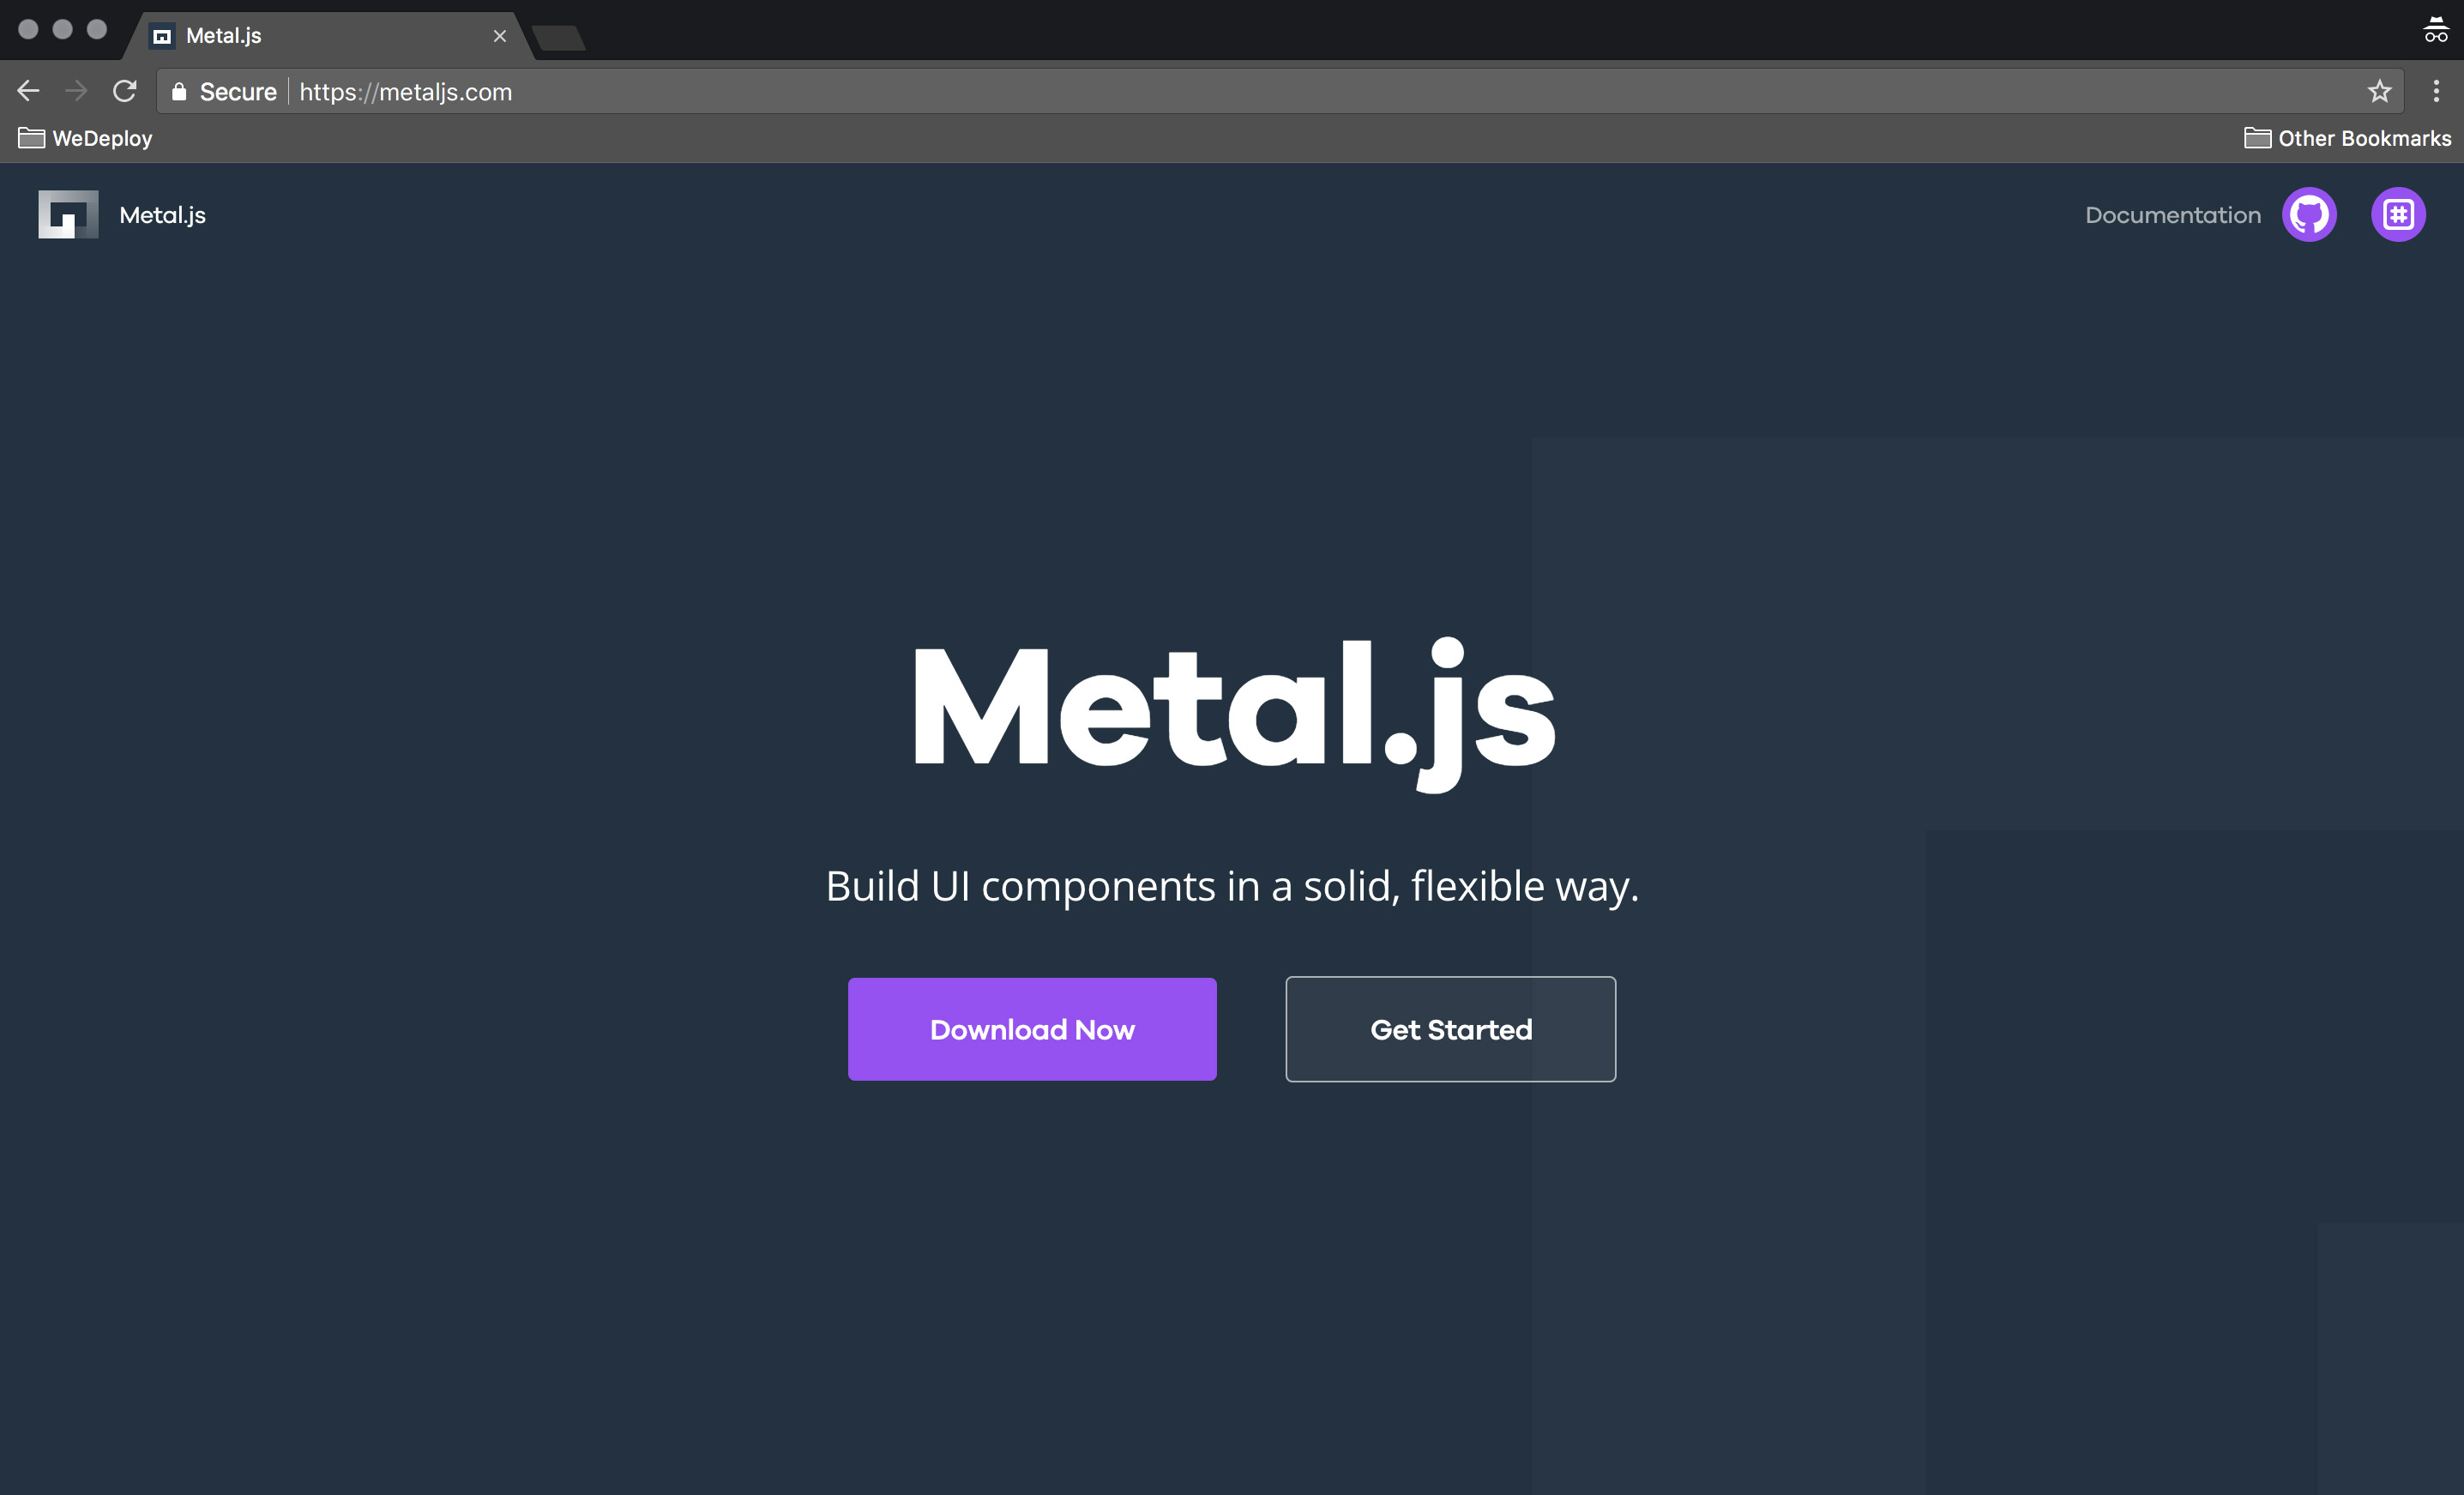 Metal.js
Secure https://metaljs.com
WeDeploy Other Bookmarks
Metal.js Documentation
Metal.js
Build UI components in a solid, flexible way.
Download Now Get Started